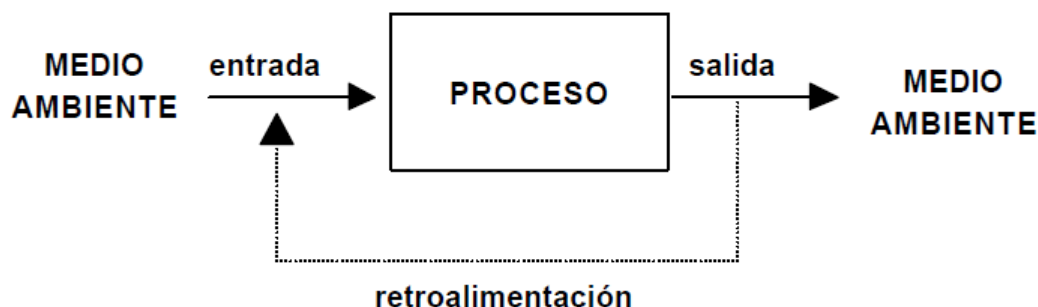 MEDIO
AMBIENTE
entrada
PROCESO
salida
MEDIO
AMBIENTE
retroalimentación